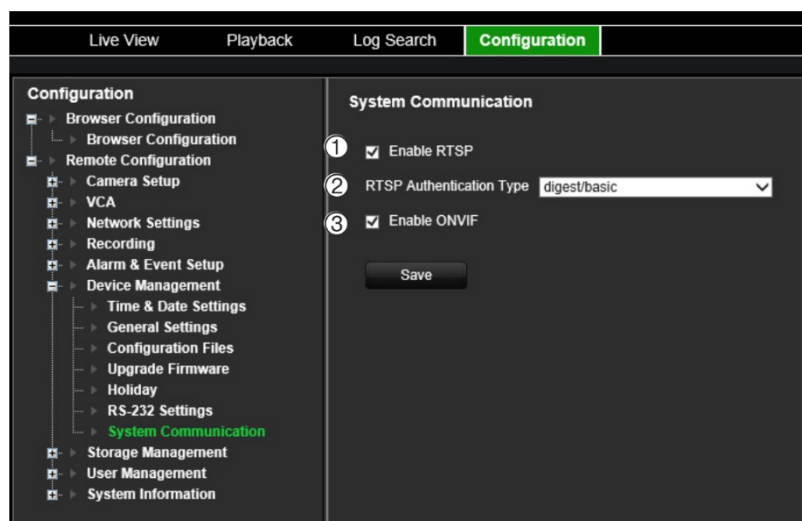 Live View Playback Log Search Configuration
Configuration
Browser Configuration
Browser Configuration
Remote Configuration
Camera Setup
VCA
Network Settings
Recording
Alarm & Event Setup
Device Management
Time & Date Settings
General Settings
Configuration Files
Upgrade Firmware
Holiday
RS-232 Settings
System Communication
Storage Management
User Management
System Information
System Communication
① Enable RTSP
② RTSP Authentication Type digest/basic
③ Enable ONVIF
Save